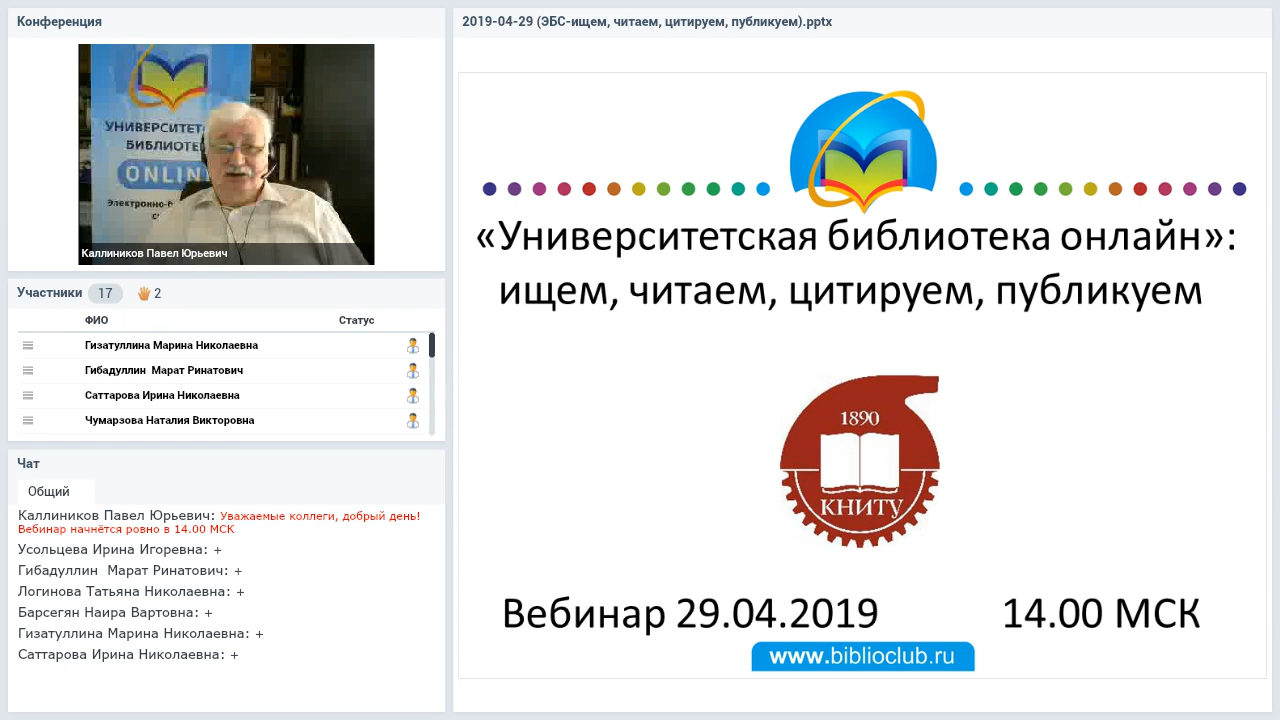 Конференция
УНИВЕРСИТЕТ
БИБЛИОТЕ
ONLIN
Каллиников Павел Юрьевич
Участники 17 2
ФИО Статус
Гизатуллина Марина Николаевна
Гибадуллин Марат Ринатович
Саттарова Ирина Николаевна
Чумарзова Наталия Викторовна
Чат
Общий
Каллиников Павел Юрьевич: Уважаемые коллеги, добрый день!
Вебинар начнётся ровно в 14.00 МСК
Усольцева Ирина Игоревна: +
Гибадуллин Марат Ринатович: +
Логинова Татьяна Николаевна: +
Барсегян Наира Вартовна: +
Гизатуллина Марина Николаевна: +
Саттарова Ирина Николаевна: +
2019-04-29 (ЭБС-ищем, читаем, цитируем, публикуем).pptx
«Университетская библиотека онлайн»:
ищем, читаем, цитируем, публикуем
1890
КНИТУ
Вебинар 29.04.2019 14.00 МСК
www.biblioclub.ru